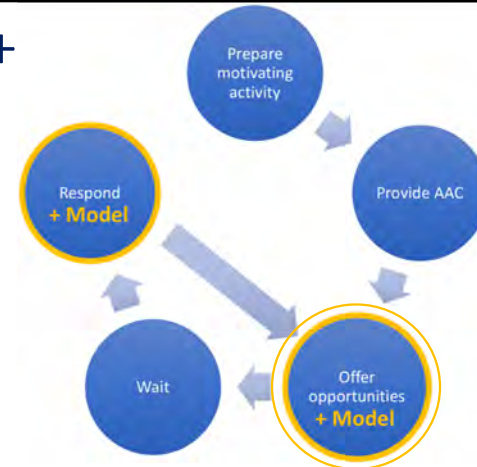 +
Prepare
motivating
activity
Provide AAC
Offer
opportunities
+ Model
Wait
Respond
+ Model